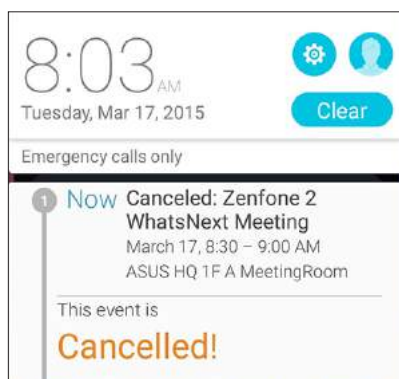 8:03 AM
Tuesday, Mar 17, 2015
Clear
Emergency calls only
1 Now Canceled: Zenfone 2
WhatsNext Meeting
March 17, 8:30 – 9:00 AM
ASUS HQ 1F A MeetingRoom
This event is
Cancelled!